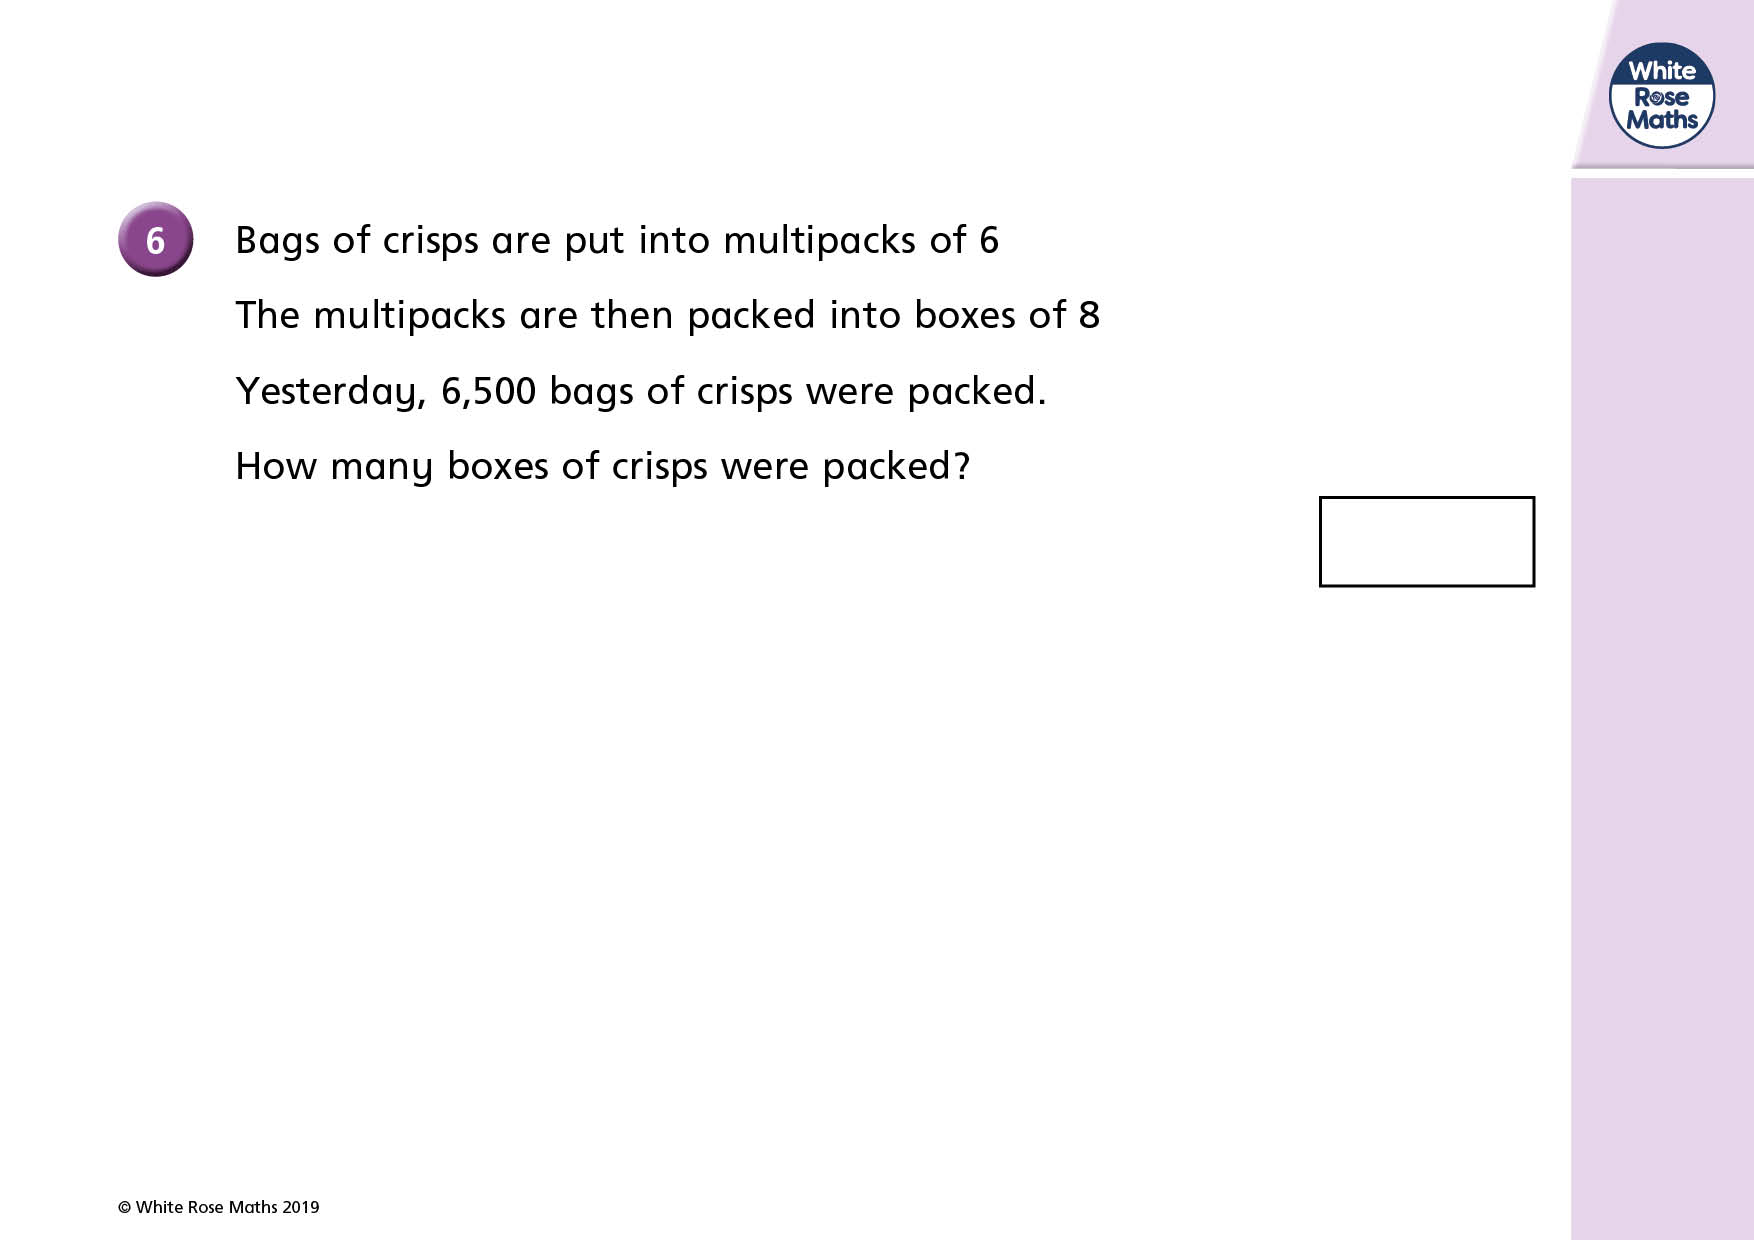 White
Rose
Maths
6 Bags of crisps are put into multipacks of 6
The multipacks are then packed into boxes of 8
Yesterday, 6,500 bags of crisps were packed.
How many boxes of crisps were packed?
© White Rose Maths 2019